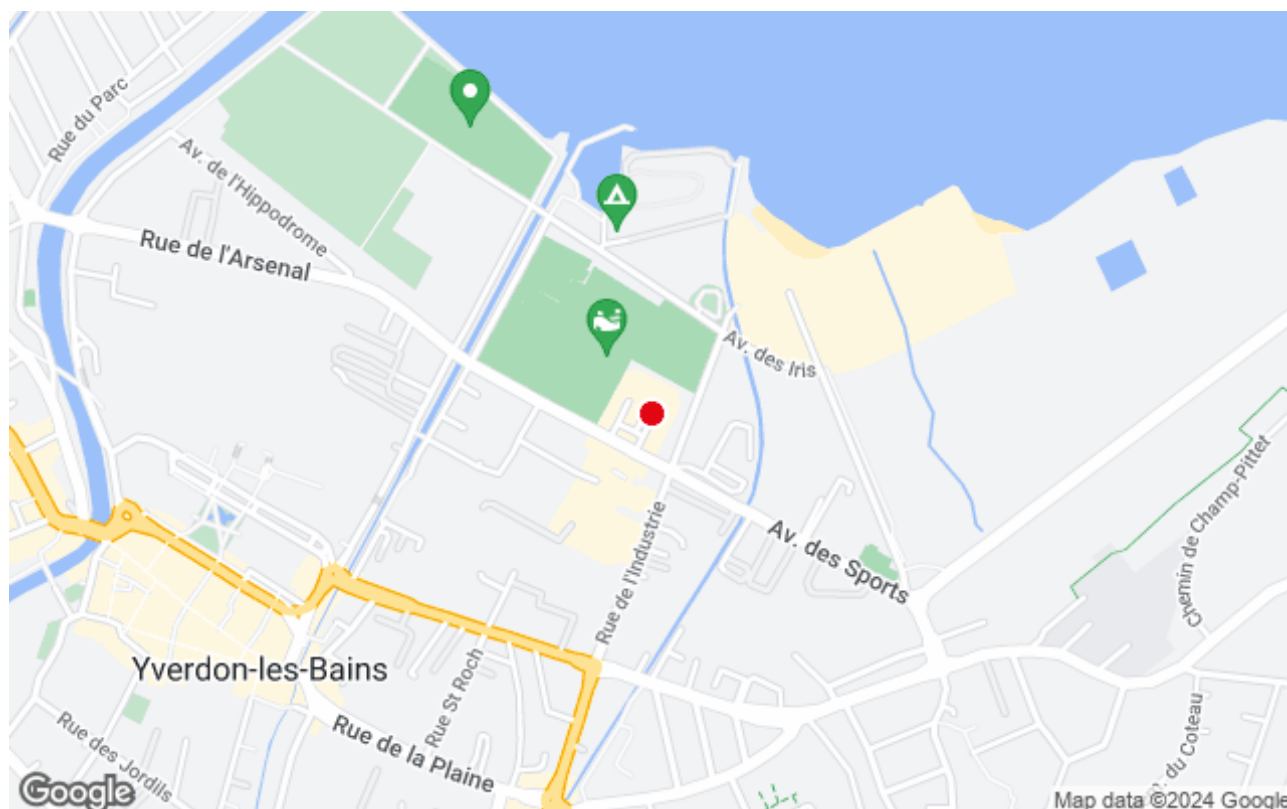 Rue du Parc
Av. de l'Hippodrome
Rue de l'Arsenal
Av. des Iris
Chemin de Champ-Pittet
Av. des Sports
Rue de l'Industrie
Yverdon-les-Bains
Rue St Roch
Rue de la Plaine
Rue des Jordils
du Coteau
Google
Map data ©2024 Google